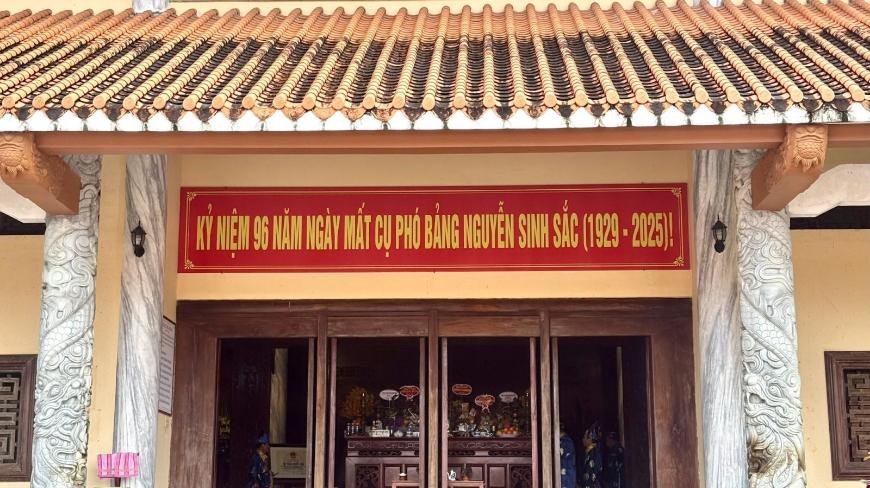 KỶ NIỆM 96 NĂM NGÀY MẤT CỤ PHÓ BẢNG NGUYỄN SINH SẮC (1929 - 2025)!